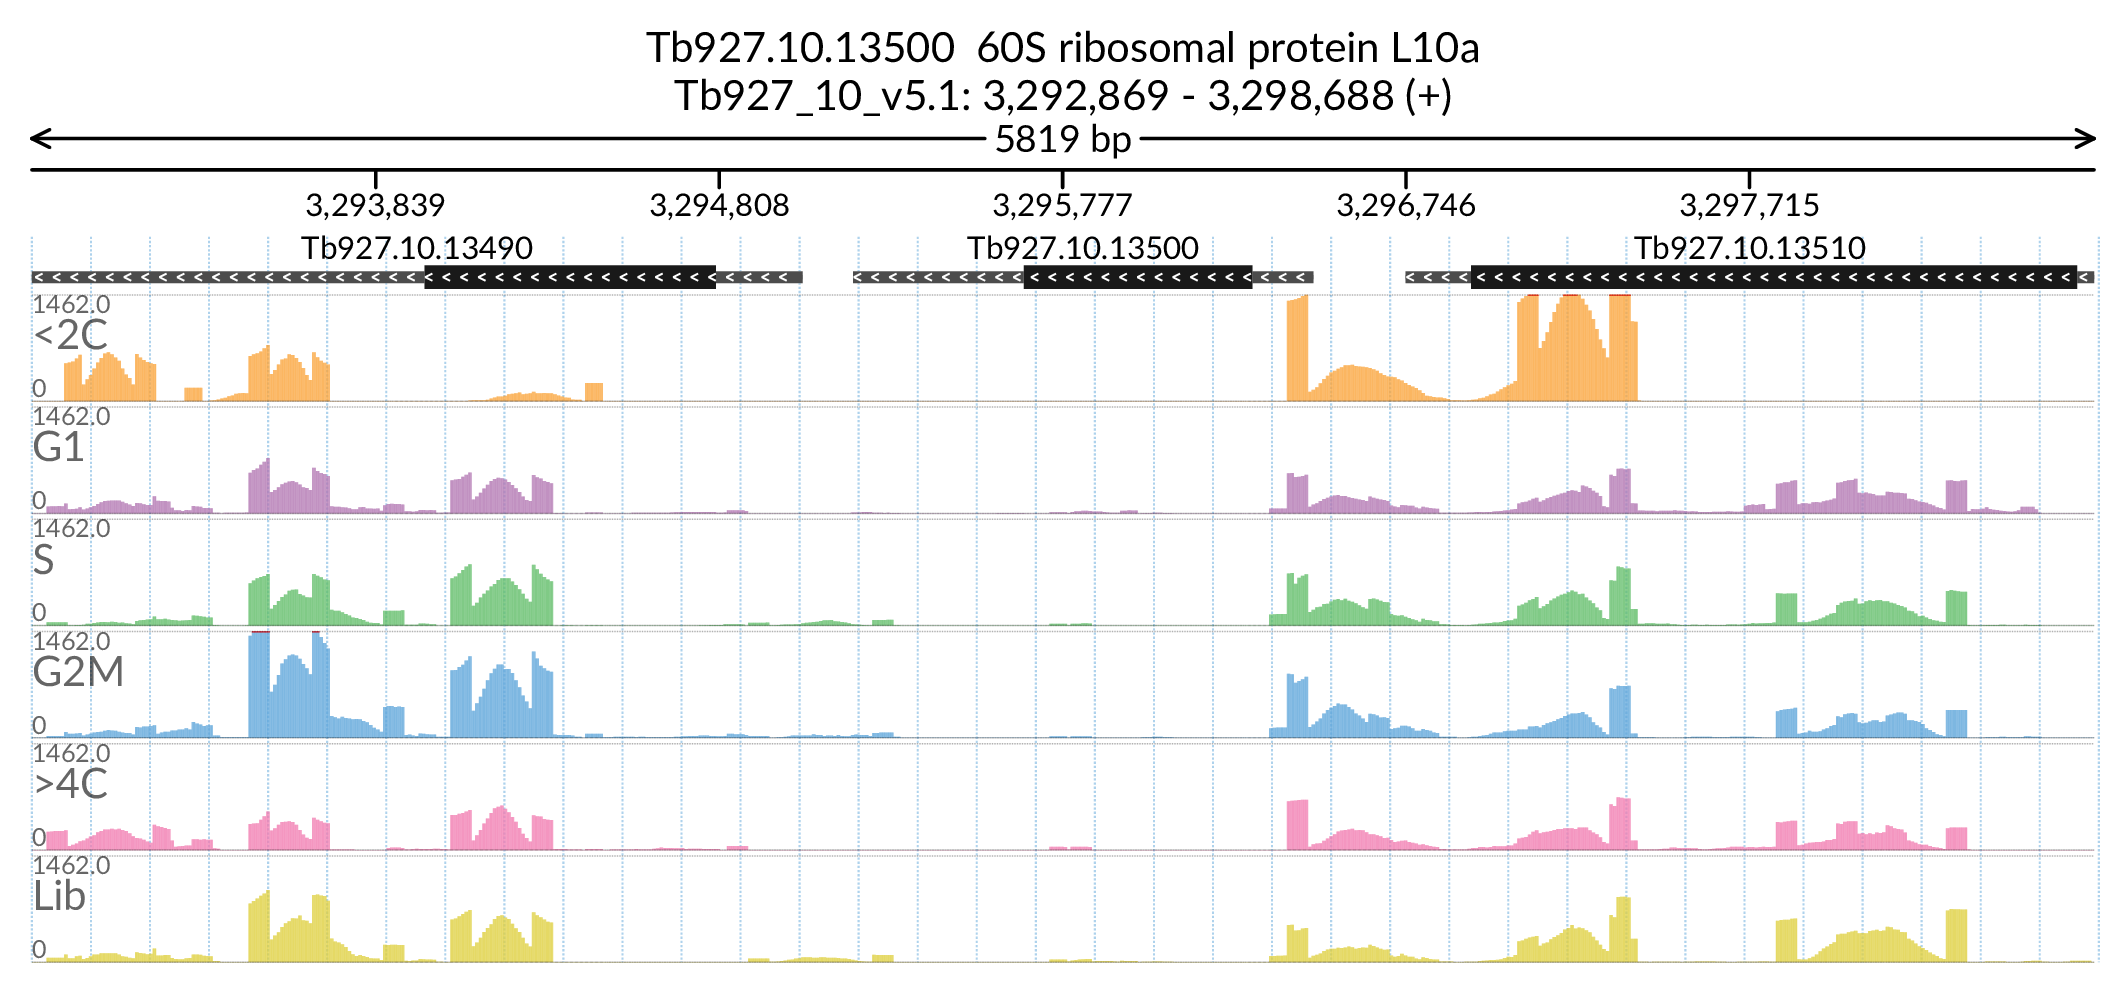 Tb927.10.13500  60S ribosomal protein L10a
Tb927_10_v5.1: 3,292,869 - 3,298,688 (+)
5819 bp
3,293,839 3,294,808 3,295,777 3,296,746 3,297,715
Tb927.10.13490 Tb927.10.13500 Tb927.10.13510
1462.0
<2C
0
1462.0
G1
0
1462.0
S
0
1462.0
G2M
0
1462.0
>4C
0
1462.0
Lib
0